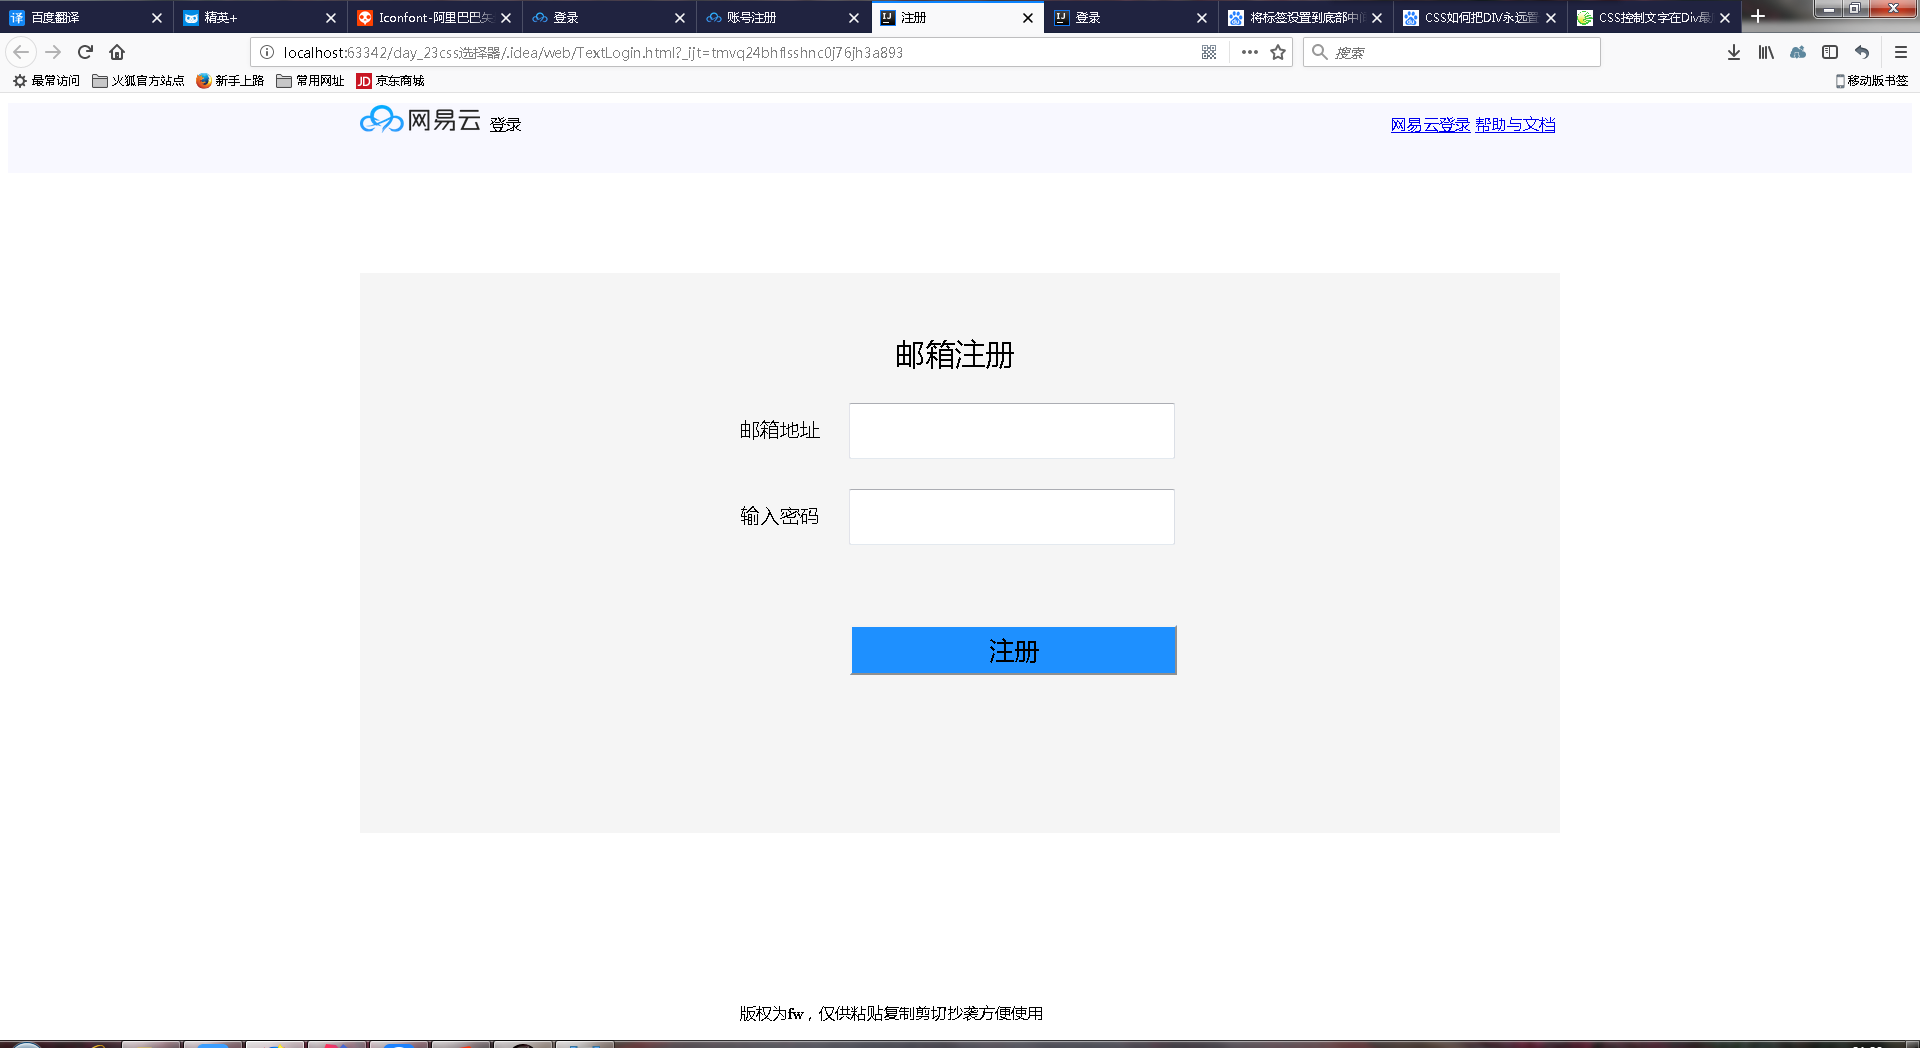 百度翻译
精英+
Iconfont-阿里巴巴矢
登录
账号注册
注册
登录
将标签设置到底部中间
CSS如何把DIV永远置
CSS控制文字在Div最
localhost:63342/day_23css选择器/.idea/web/TextLogin.html?_ijt=tmvq24bhflsshnc0j76jh3a893
搜索
最常访问
火狐官方站点
新手上路
常用网址
JD 京东商城
移动版书签
网易云 登录
网易云登录 帮助与文档
邮箱注册
邮箱地址
输入密码
注册
版权为fw，仅供粘贴复制剪切抄袭方便使用